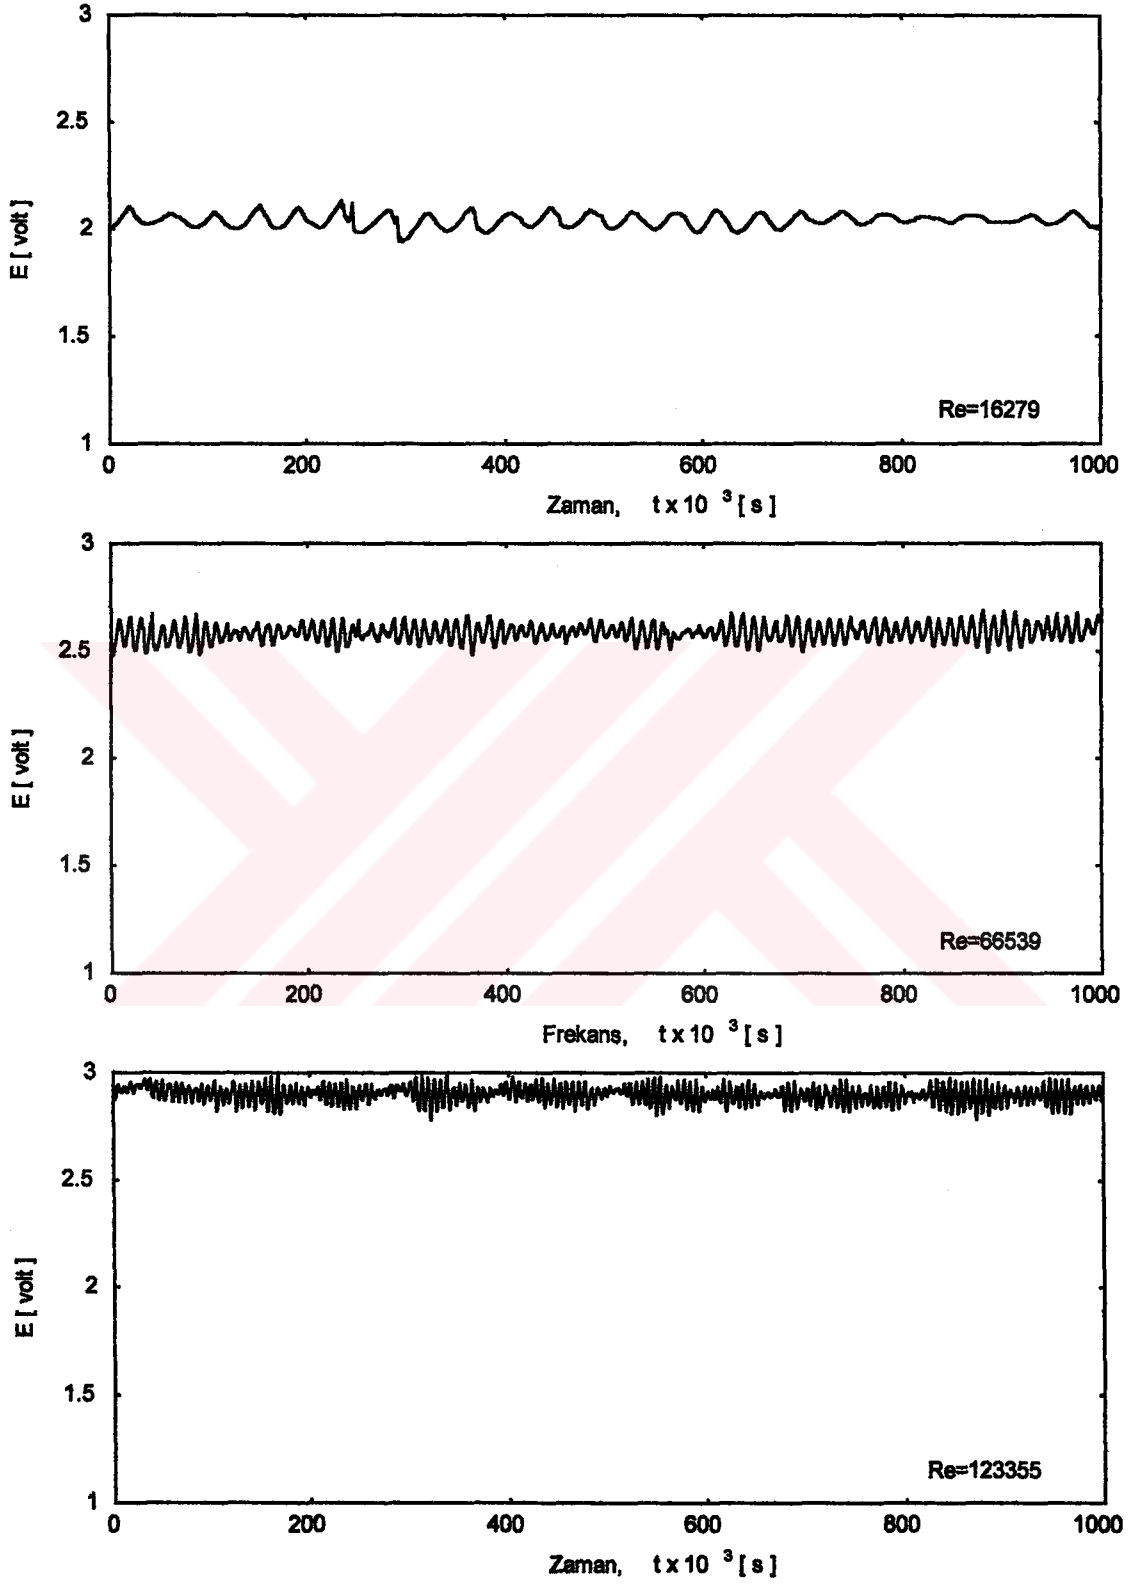 3
2.5
E [ volt ]
2
1.5
Re=16279
1
0 200 400 600 800 1000
Zaman, t x 10 3 [ s ]
3
2.5
E [ volt ]
2
1.5
Re=66539
1
0 200 400 600 800 1000
Frekans, t x 10 3 [ s ]
3
2.5
E [ volt ]
2
1.5
Re=123355
1
0 200 400 600 800 1000
Zaman, t x 10 3 [ s ]